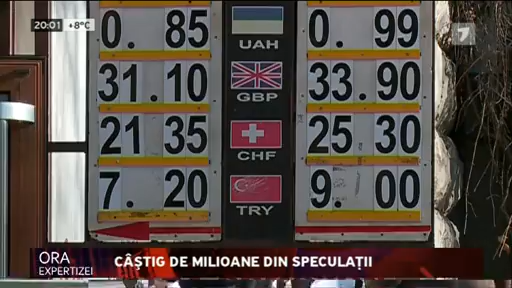 20:01 +8°C
7
0.85 UAH 0.99
31.10 GBP 33.90
21 35 CHF 25 30
7.20 TRY 9.00
ORA
EXPERTIZEI
CÂȘTIG DE MILIOANE DIN SPECULAȚII